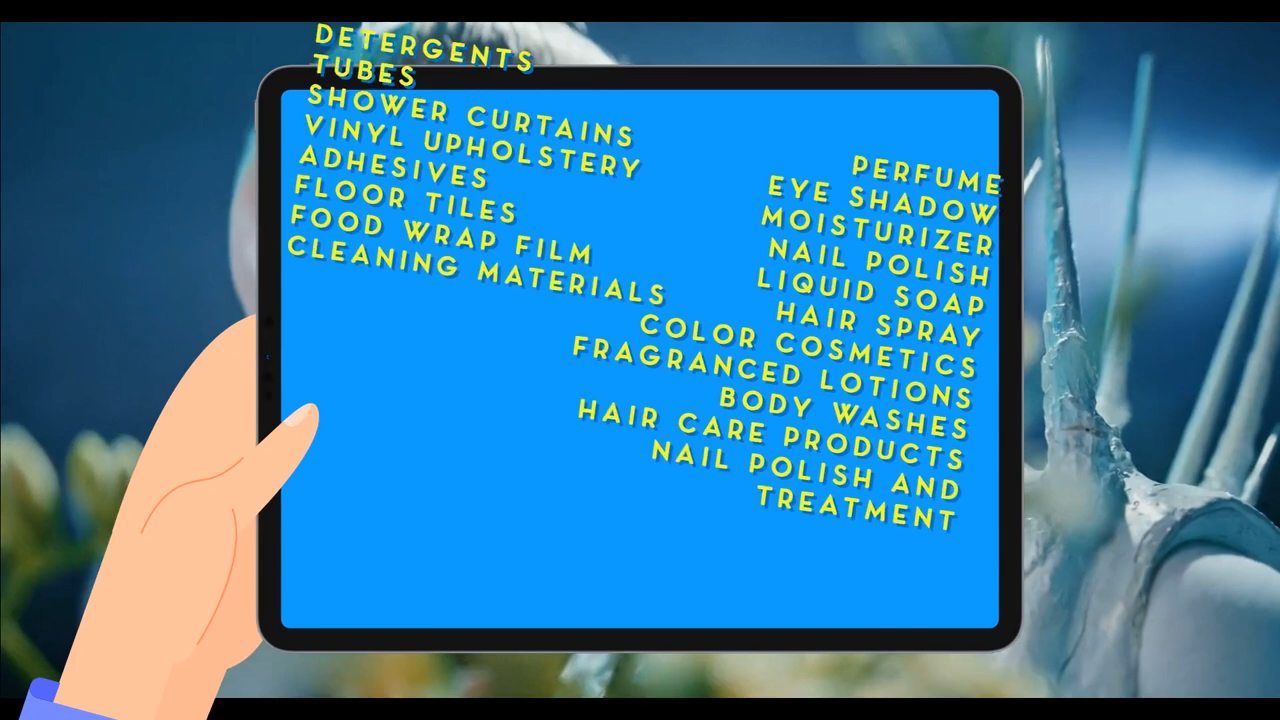 DETERGENTS
TUBES
SHOWER CURTAINS
VINYL UPHOLSTERY
ADHESIVES
FLOOR TILES
FOOD WRAP FILM
CLEANING MATERIALS
PERFUME
EYE SHADOW
MOISTURIZER
NAIL POLISH
LIQUID SOAP
HAIR SPRAY
COLOR COSMETICS
FRAGRANCED LOTIONS
BODY WASHES
HAIR CARE PRODUCTS
NAIL POLISH AND
TREATMENT